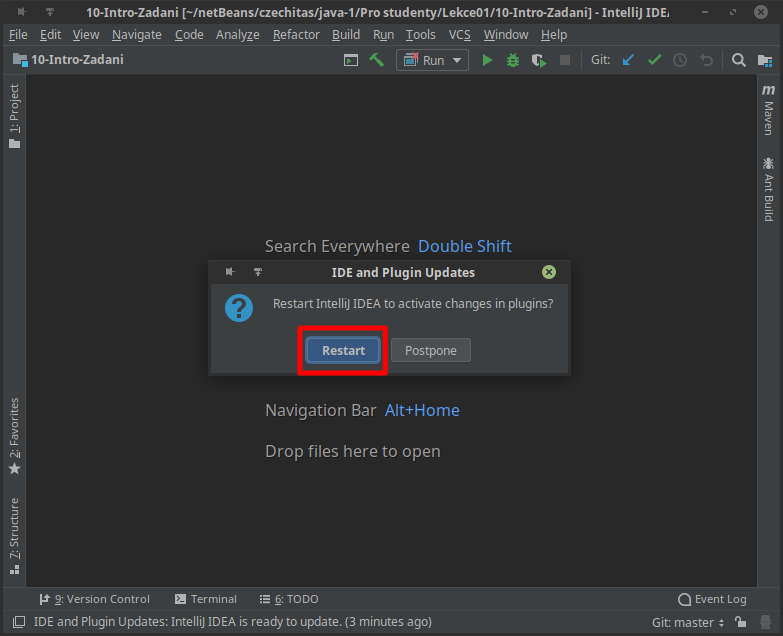 10-Intro-Zadani [~/netBeans/czechitas/java-1/Pro studenty/Lekce01/10-Intro-Zadani] - IntelliJ IDEA
File Edit View Navigate Code Analyze Refactor Build Run Tools VCS Window Help
10-Intro-Zadani Run Git:
1: Project
Maven
Ant Build
Search Everywhere Double Shift
IDE and Plugin Updates
Restart IntelliJ IDEA to activate changes in plugins?
Restart Postpone
Navigation Bar Alt+Home
Drop files here to open
2: Favorites
7: Structure
9: Version Control Terminal 6: TODO Event Log
IDE and Plugin Updates: IntelliJ IDEA is ready to update. (3 minutes ago) Git: master